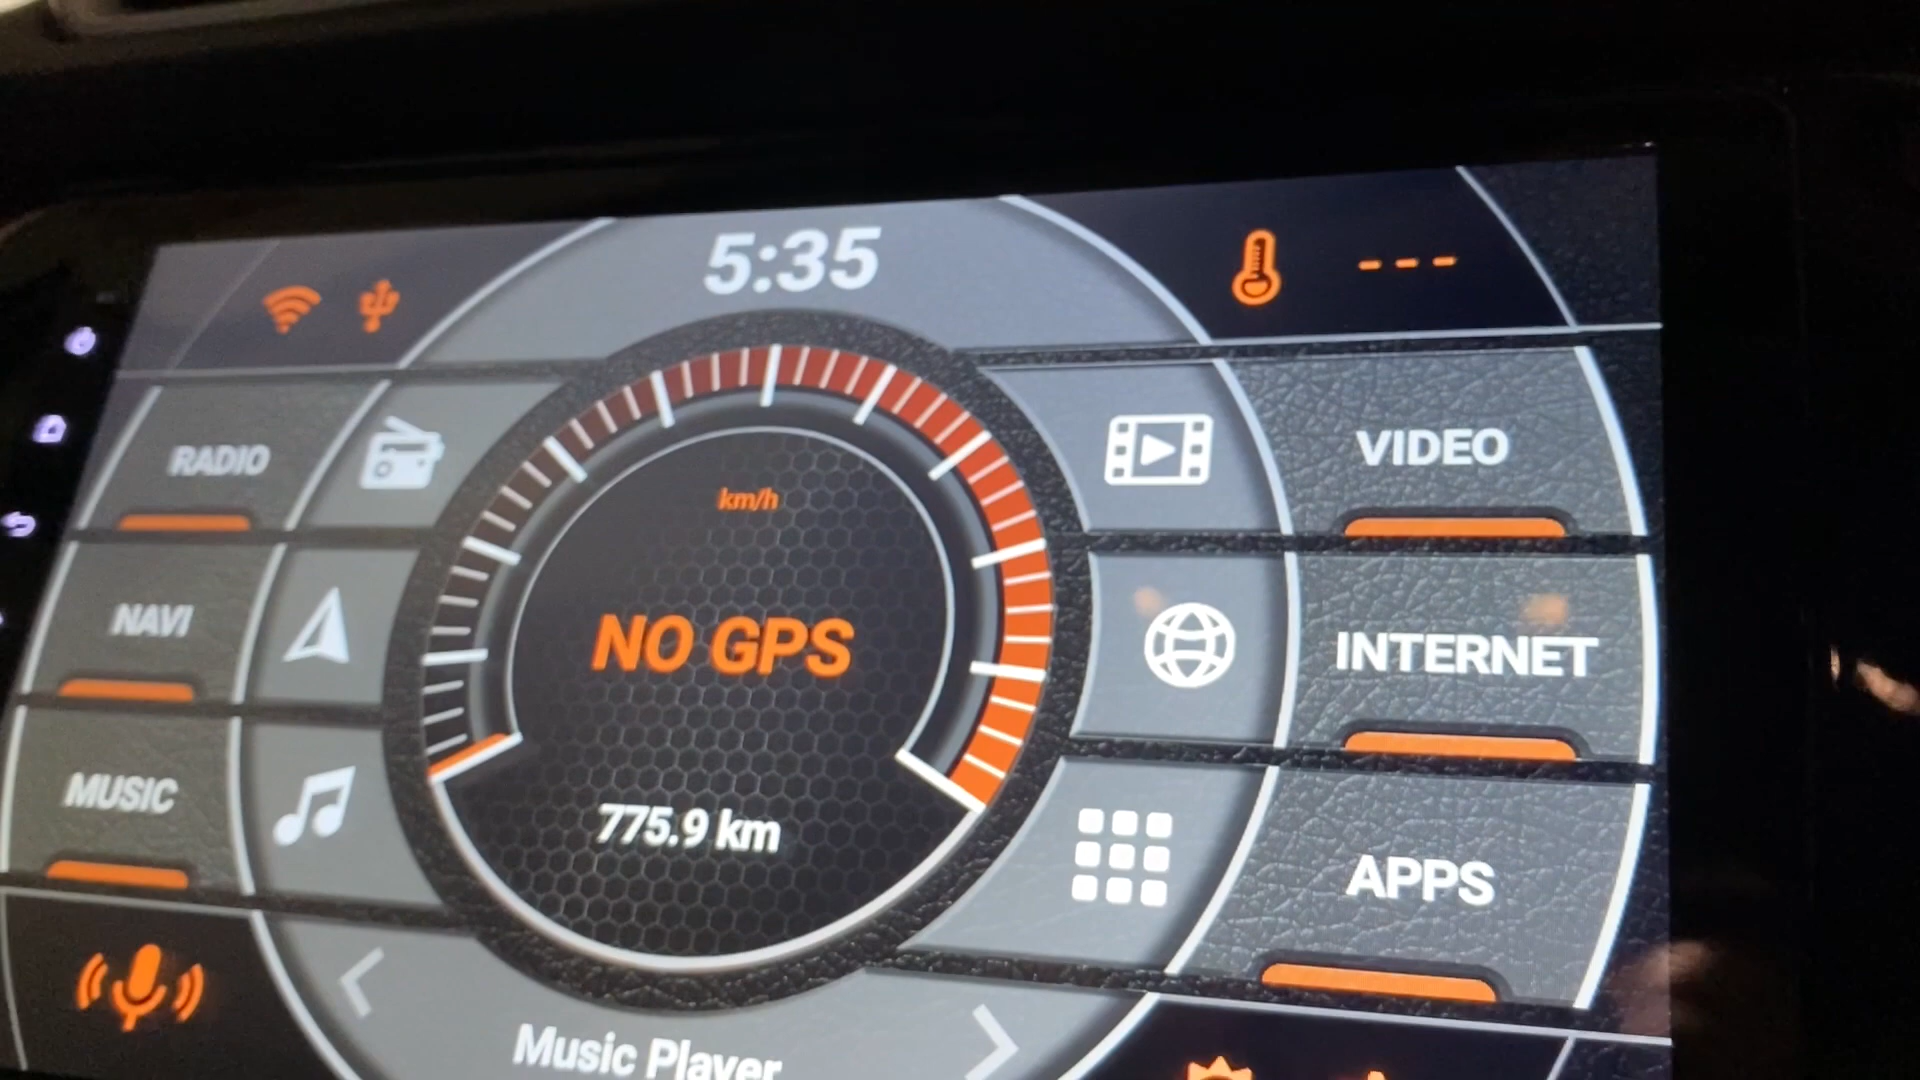 5:35
---
RADIO
VIDEO
km/h
NAVI
NO GPS
INTERNET
MUSIC
775.9 km
APPS
Music Player